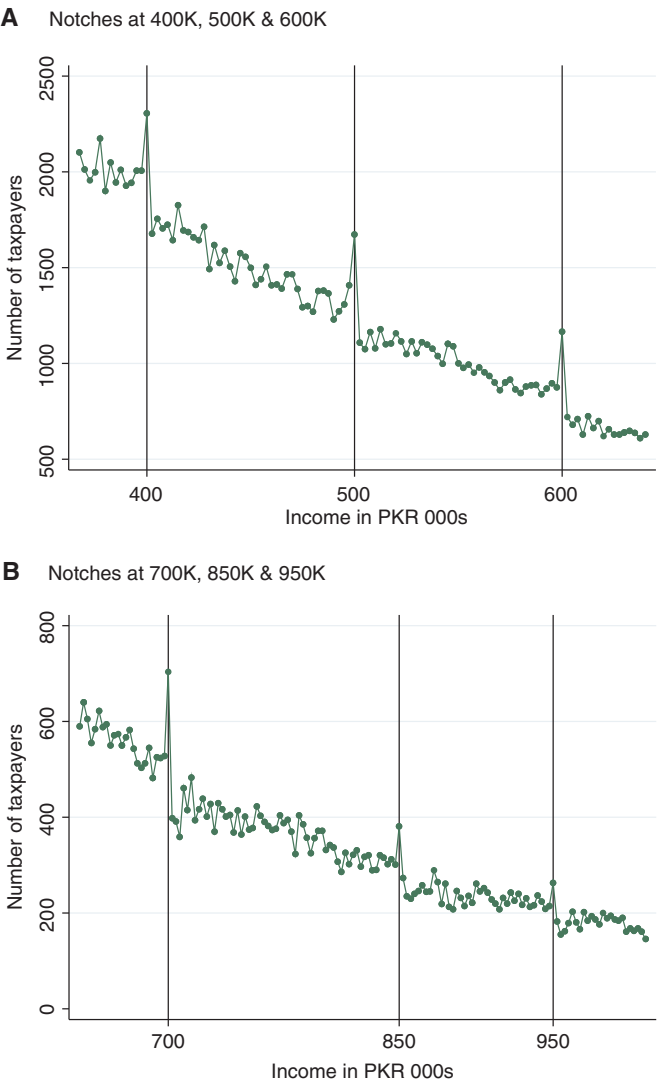 A Notches at 400K, 500K & 600K
Number of taxpayers
2500
2000
1500
1000
500
400 500 600
Income in PKR 000s
B Notches at 700K, 850K & 950K
Number of taxpayers
800
600
400
200
0
700 850 950
Income in PKR 000s